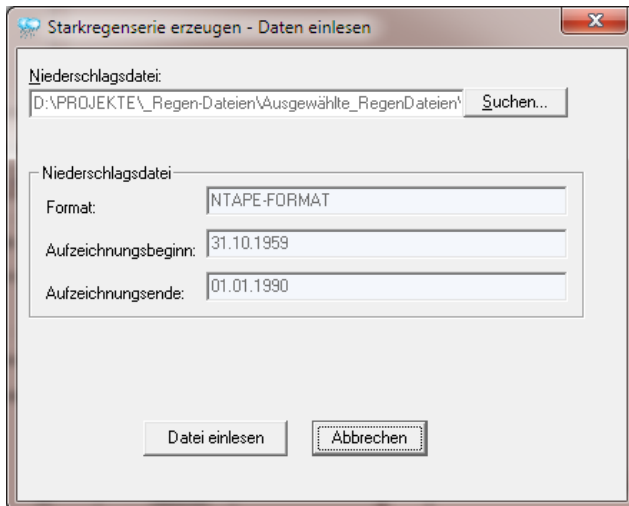 Starkregenserie erzeugen - Daten einlesen
Niederschlagsdatei:
D:\PROJEKTE\_Regen-Dateien\Ausgewählte_RegenDateien\ Suchen...
Niederschlagsdatei
Format: NTAPE-FORMAT
Aufzeichnungsbeginn: 31.10.1959
Aufzeichnungsende: 01.01.1990
Datei einlesen Abbrechen